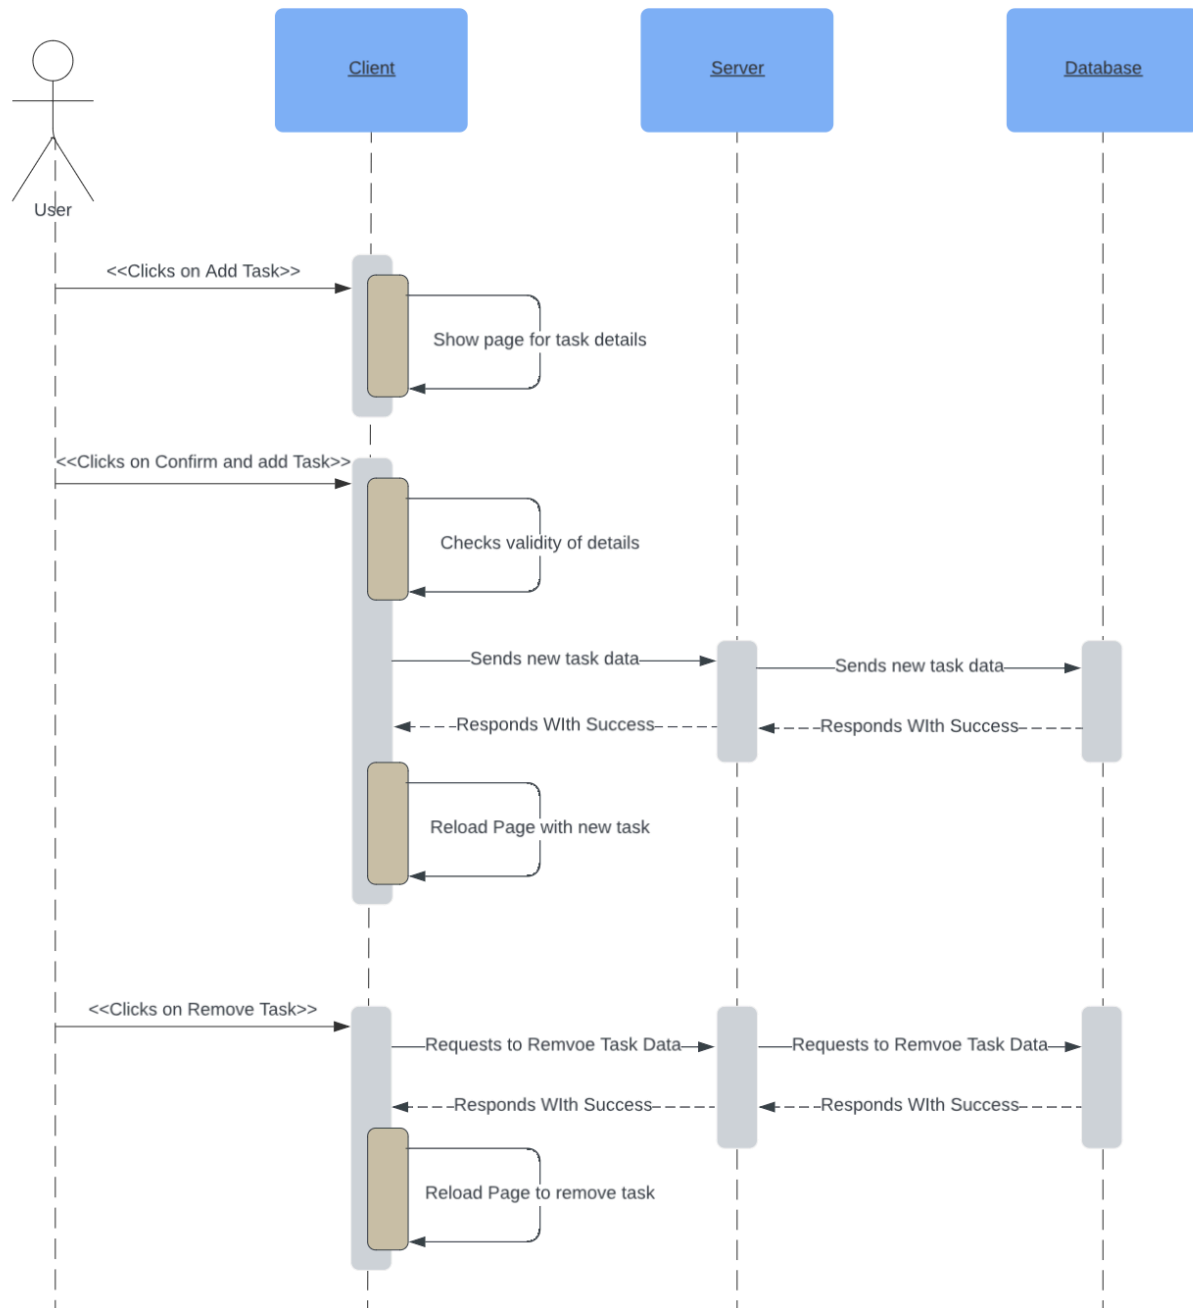 Client
Server
Database
User
<<Clicks on Add Task>>
Show page for task details
<<Clicks on Confirm and add Task>>
Checks validity of details
Sends new task data
Sends new task data
Responds WIth Success
Responds WIth Success
Reload Page with new task
<<Clicks on Remove Task>>
Requests to Remvoe Task Data
Requests to Remvoe Task Data
Responds WIth Success
Responds WIth Success
Reload Page to remove task